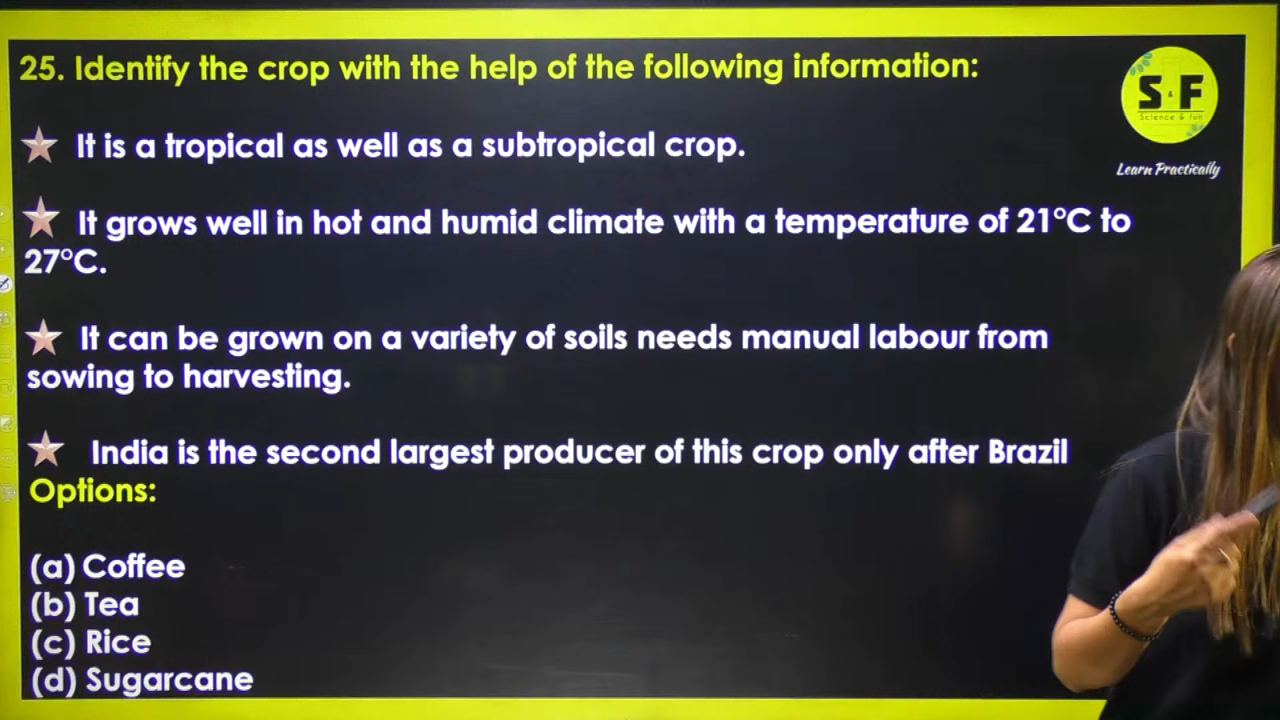 25. Identify the crop with the help of the following information:
S & F
Science & fun
Learn Practically
It is a tropical as well as a subtropical crop.
It grows well in hot and humid climate with a temperature of 21°C to
27°C.
It can be grown on a variety of soils needs manual labour from
sowing to harvesting.
India is the second largest producer of this crop only after Brazil
Options:
(a) Coffee
(b) Tea
(c) Rice
(d) Sugarcane